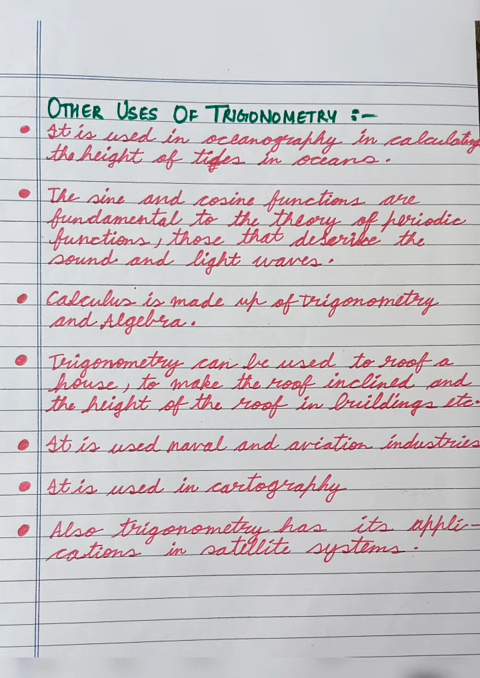 OTHER USES OF TRIGONOMETRY :-
• It is used in oceanography in calculating
the height of tides in oceans.
• The sine and cosine functions are
fundamental to the theory of periodic
functions, those that describe the
sound and light waves.
• Calculus is made up of Trigonometry
and Algebra.
• Trigonometry can be used to roof a
house, to make the roof inclined and
the height of the roof in buildings etc.
• It is used naval and aviation industries
• It is used in cartography
• Also trigonometry has its appli-
cations in satellite systems.